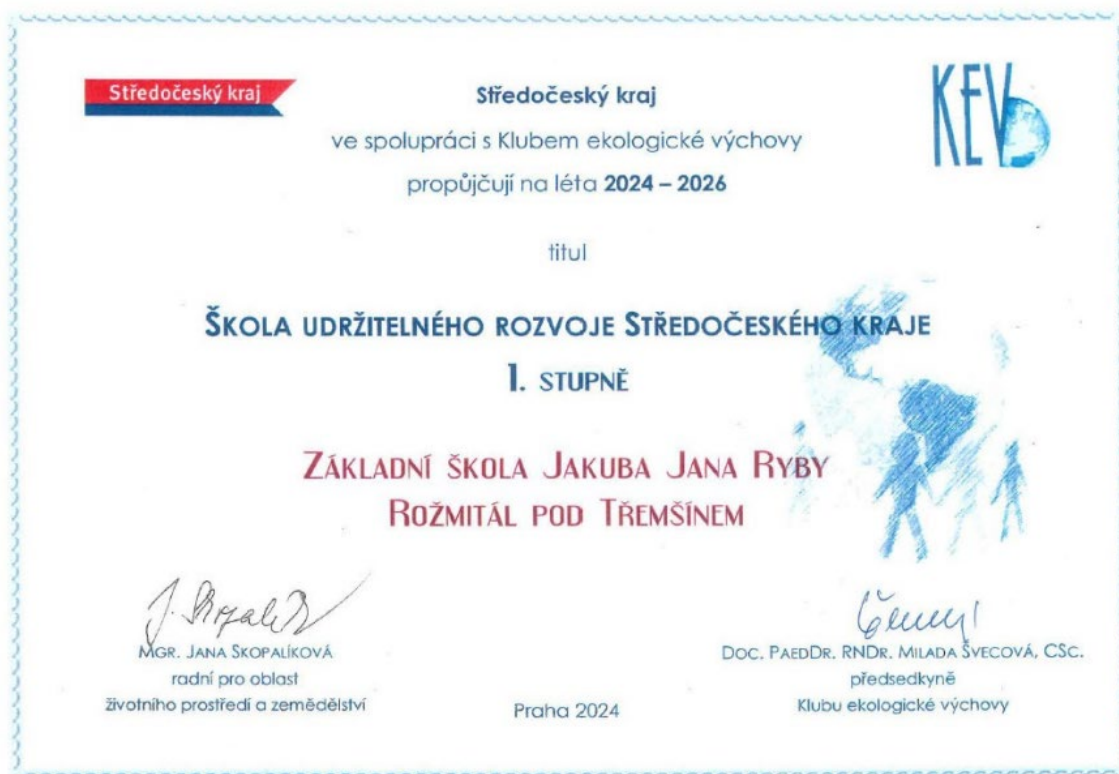 Středočeský kraj
KEV
Středočeský kraj
ve spolupráci s Klubem ekologické výchovy
propůjčují na léta 2024 – 2026
titul
ŠKOLA UDRŽITELNÉHO ROZVOJE STŘEDOČESKÉHO KRAJE
1. STUPNĚ
ZÁKLADNÍ ŠKOLA JAKUBA JANA RYBY
ROŽMITÁL POD TŘEMŠÍNEM
MGR. JANA SKOPALÍKOVÁ
radní pro oblast
životního prostředí a zemědělství
Praha 2024
DOC. PAEDDR. RNDR. MILADA ŠVECOVÁ, CSC.
předsedkyně
Klubu ekologické výchovy